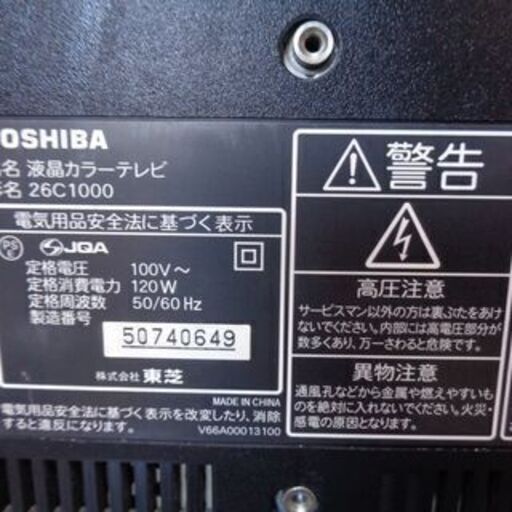 OSHIBA
名 液晶カラーテレビ
名 26C1000
電気用品安全法に基づく表示
PS
E
JQA
定格電圧 100V～
定格消費電力 120W
定格周波数 50/60Hz
製造番号
50740649
株式会社 東芝
MADE IN CHINA
電気用品安全法に基づく表示を改変したり、消除
すると違反になります。
V66A00013100
警告
高圧注意
サービスマン以外の方は裏ぶたをあけ
ないでください。内部には高電圧部分が
数多くあり、万一さわると危険です。
異物注意
通風孔などから金属や燃えやすいも
のを絶対に入れないでください。火災・
感電の原因となります。